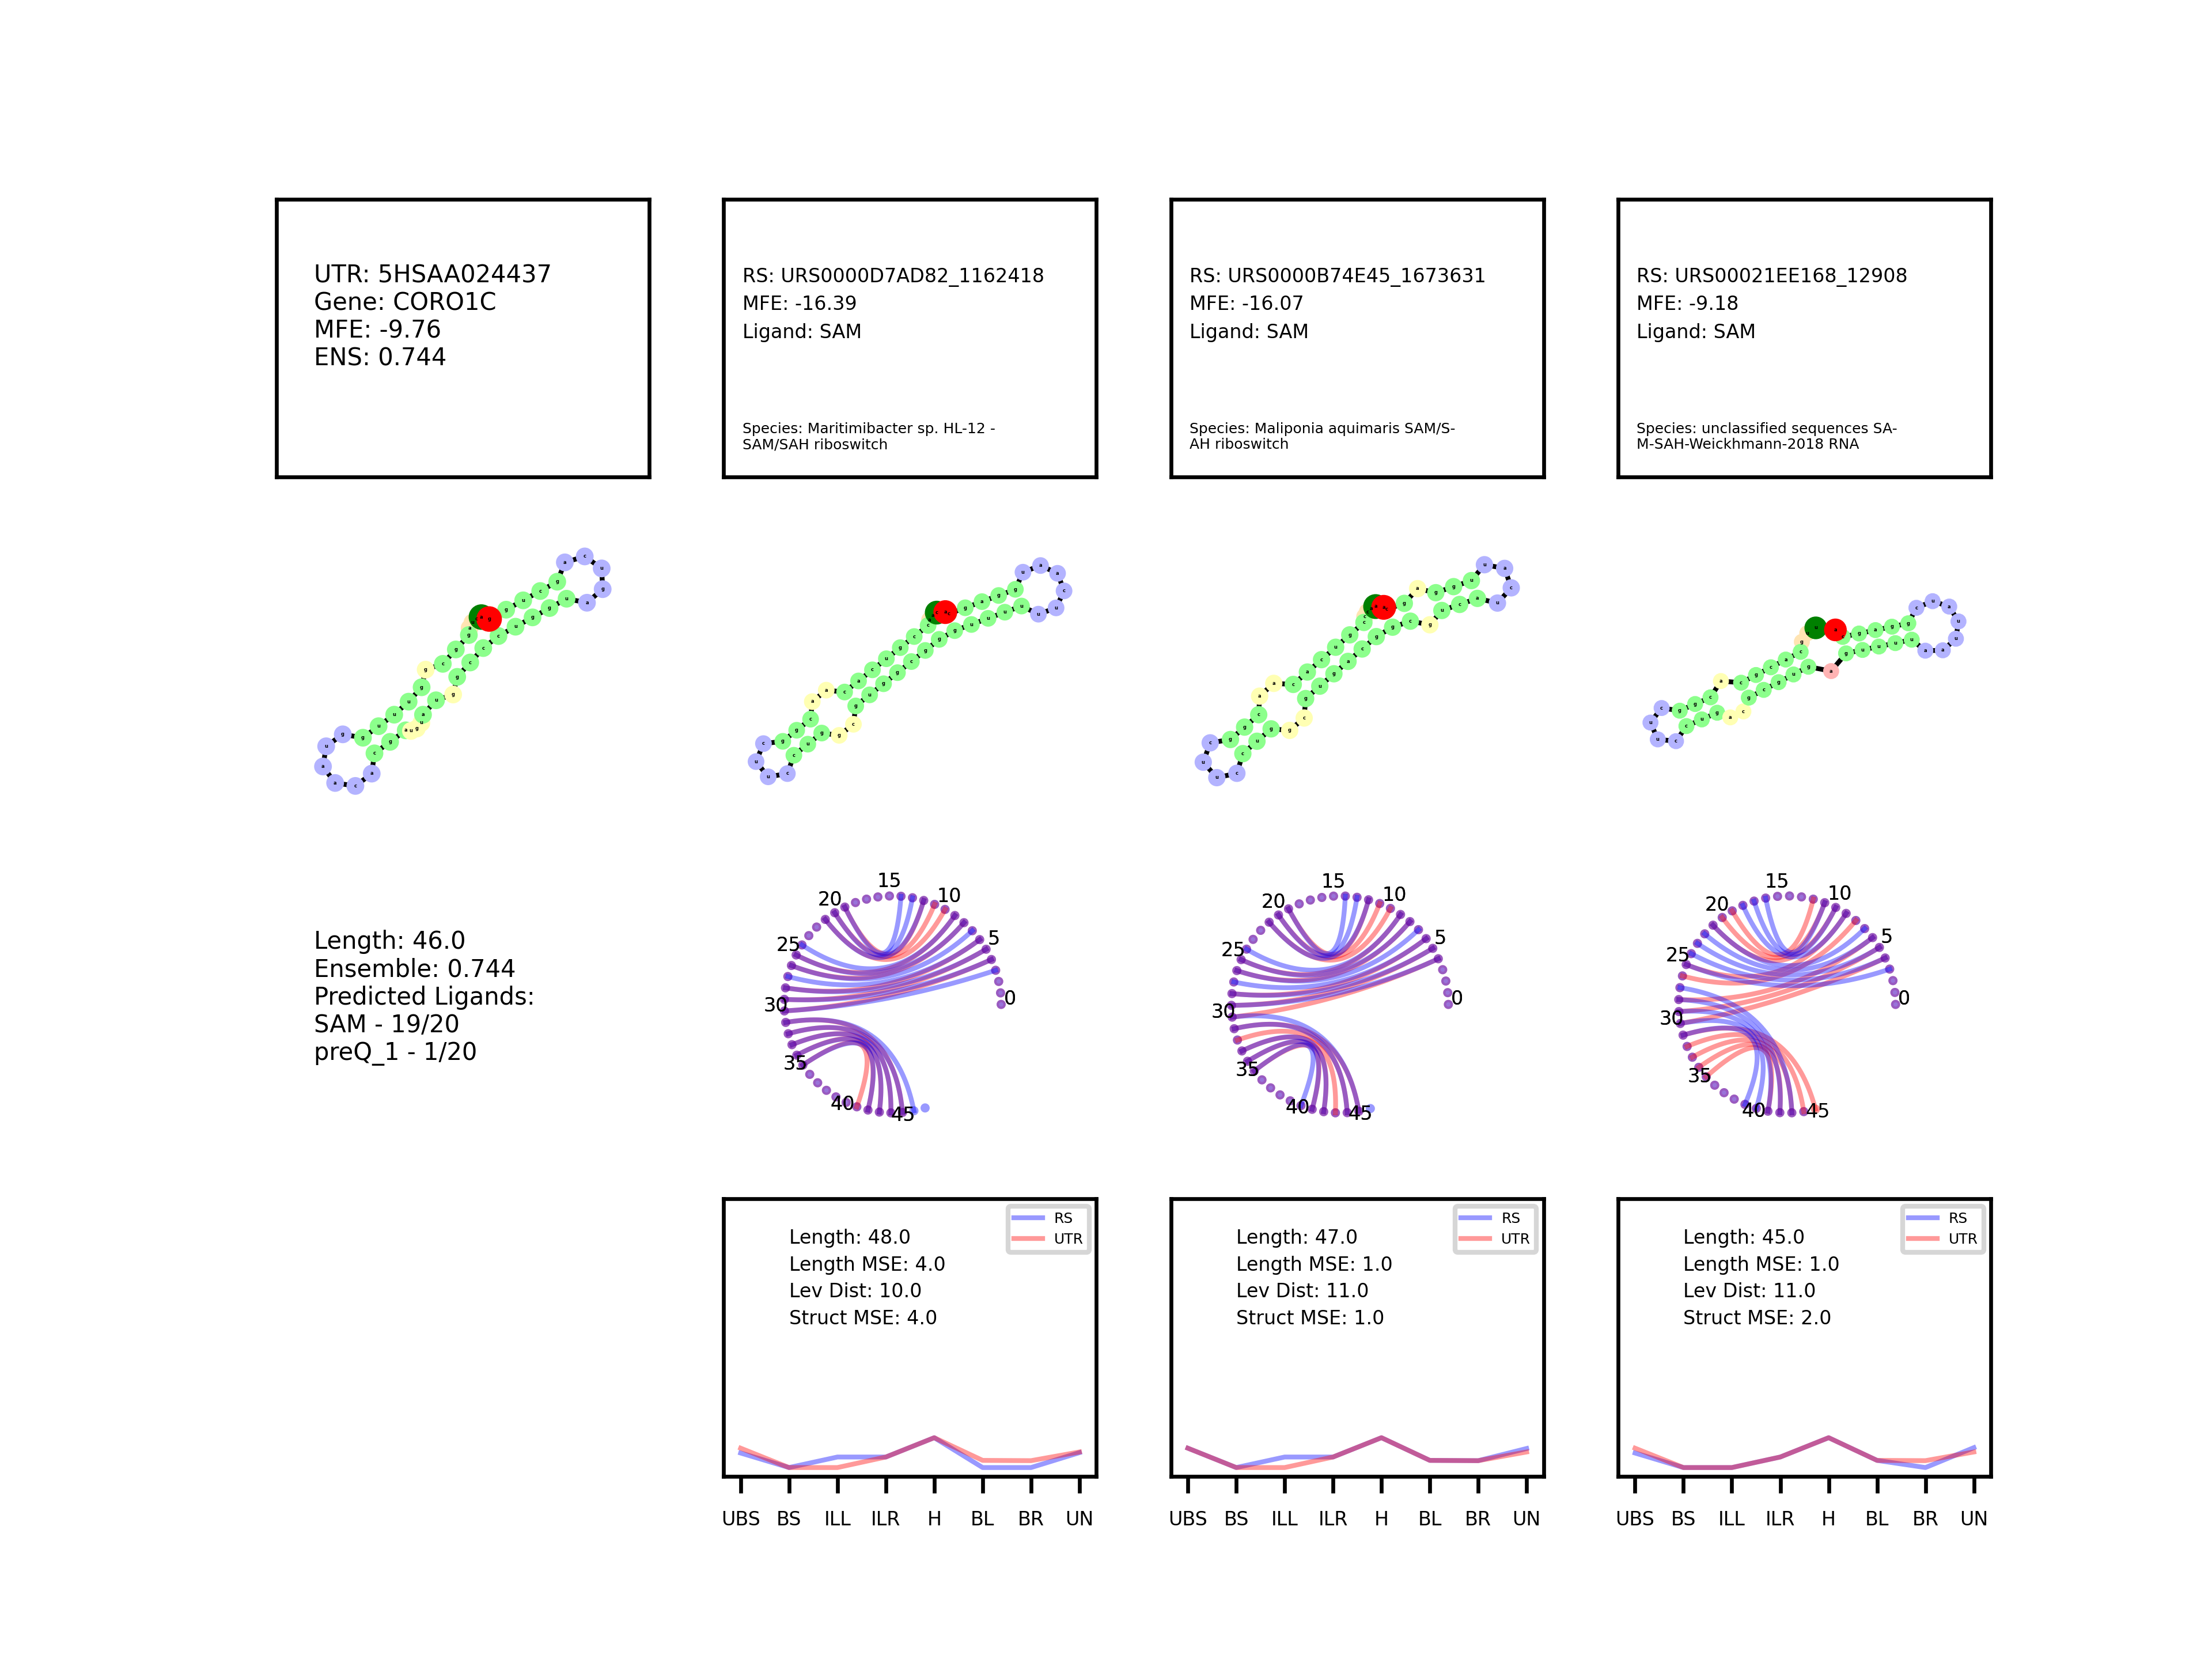 UTR: 5HSAA024437
Gene: CORO1C
MFE: -9.76
ENS: 0.744
RS: URS0000D7AD82_1162418
MFE: -16.39
Ligand: SAM
Species: Maritimibacter sp. HL-12 -
SAM/SAH riboswitch
RS: URS0000B74E45_1673631
MFE: -16.07
Ligand: SAM
Species: Maliponia aquimaris SAM/S-
AH riboswitch
RS: URS00021EE168_12908
MFE: -9.18
Ligand: SAM
Species: unclassified sequences SA-
M-SAH-Weickhmann-2018 RNA
Length: 46.0
Ensemble: 0.744
Predicted Ligands:
SAM - 19/20
preQ_1 - 1/20
0
5
10
15
20
25
30
35
40
45
0
5
10
15
20
25
30
35
40
45
0
5
10
15
20
25
30
35
40
45
RS
UTR
Length: 48.0
Length MSE: 4.0
Lev Dist: 10.0
Struct MSE: 4.0
UBS BS ILL ILR H BL BR UN
RS
UTR
Length: 47.0
Length MSE: 1.0
Lev Dist: 11.0
Struct MSE: 1.0
UBS BS ILL ILR H BL BR UN
RS
UTR
Length: 45.0
Length MSE: 1.0
Lev Dist: 11.0
Struct MSE: 2.0
UBS BS ILL ILR H BL BR UN